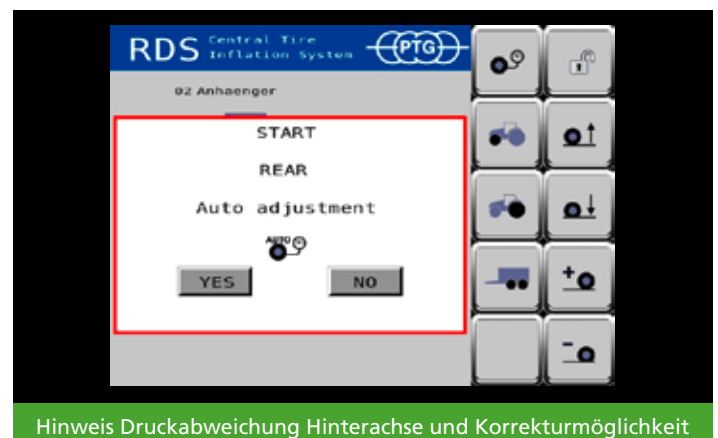 RDS Central Tire Inflation System PTG
02 Anhaenger
START
REAR
Auto adjustment
AUTO
YES NO
Hinweis Druckabweichung Hinterachse und Korrekturmöglichkeit